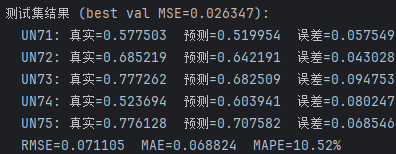 测试集结果 (best val MSE=0.026347):
UN71: 真实=0.577503 预测=0.519954 误差=0.057549
UN72: 真实=0.685219 预测=0.642191 误差=0.043028
UN73: 真实=0.777262 预测=0.682509 误差=0.094753
UN74: 真实=0.523694 预测=0.603941 误差=0.080247
UN75: 真实=0.776128 预测=0.707582 误差=0.068546
RMSE=0.071105 MAE=0.068824 MAPE=10.52%